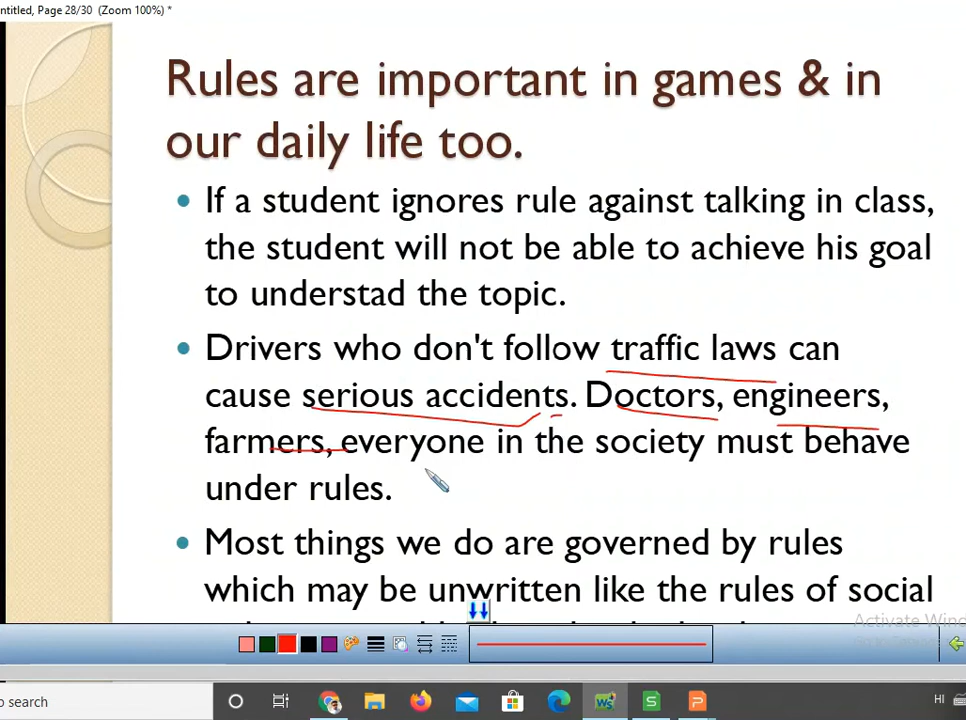 ntitled, Page 28/30 (Zoom 100%) *
Rules are important in games & in
our daily life too.
If a student ignores rule against talking in class,
the student will not be able to achieve his goal
to understad the topic.
Drivers who don't follow traffic laws can
cause serious accidents. Doctors, engineers,
farmers, everyone in the society must behave
under rules.
Most things we do are governed by rules
which may be unwritten like the rules of social
Activate Wind
o search
HI